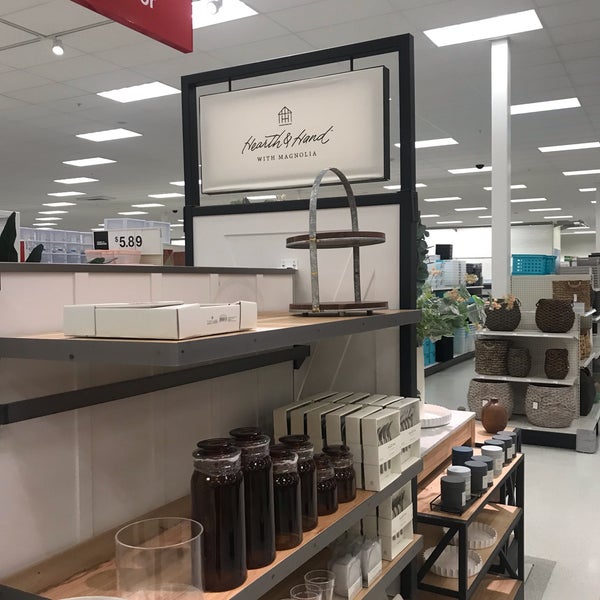 Hearth & Hand
WITH MAGNOLIA
$5.89